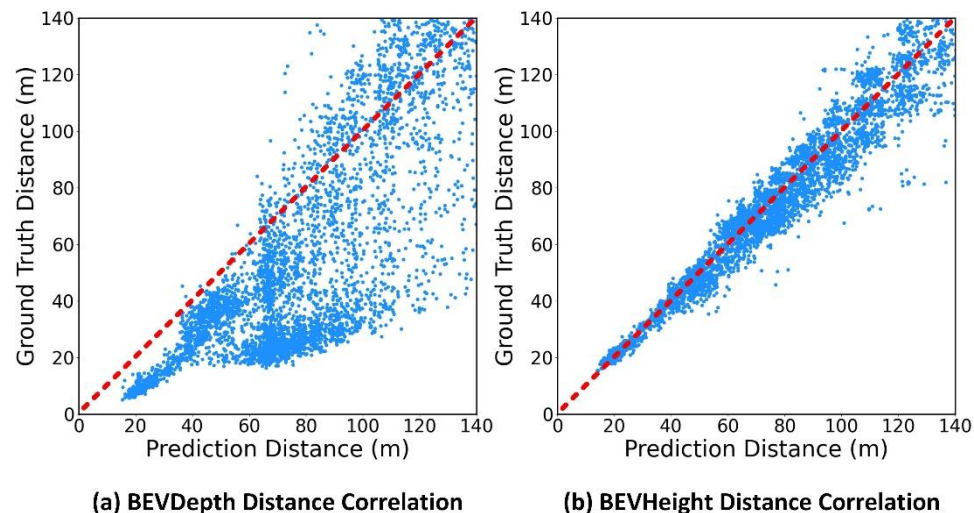 140
120
100
80
60
40
20
0
Ground Truth Distance (m)
0 20 40 60 80 100 120 140
Prediction Distance (m)
(a) BEVDepth Distance Correlation
140
120
100
80
60
40
20
0
Ground Truth Distance (m)
0 20 40 60 80 100 120 140
Prediction Distance (m)
(b) BEVHeight Distance Correlation